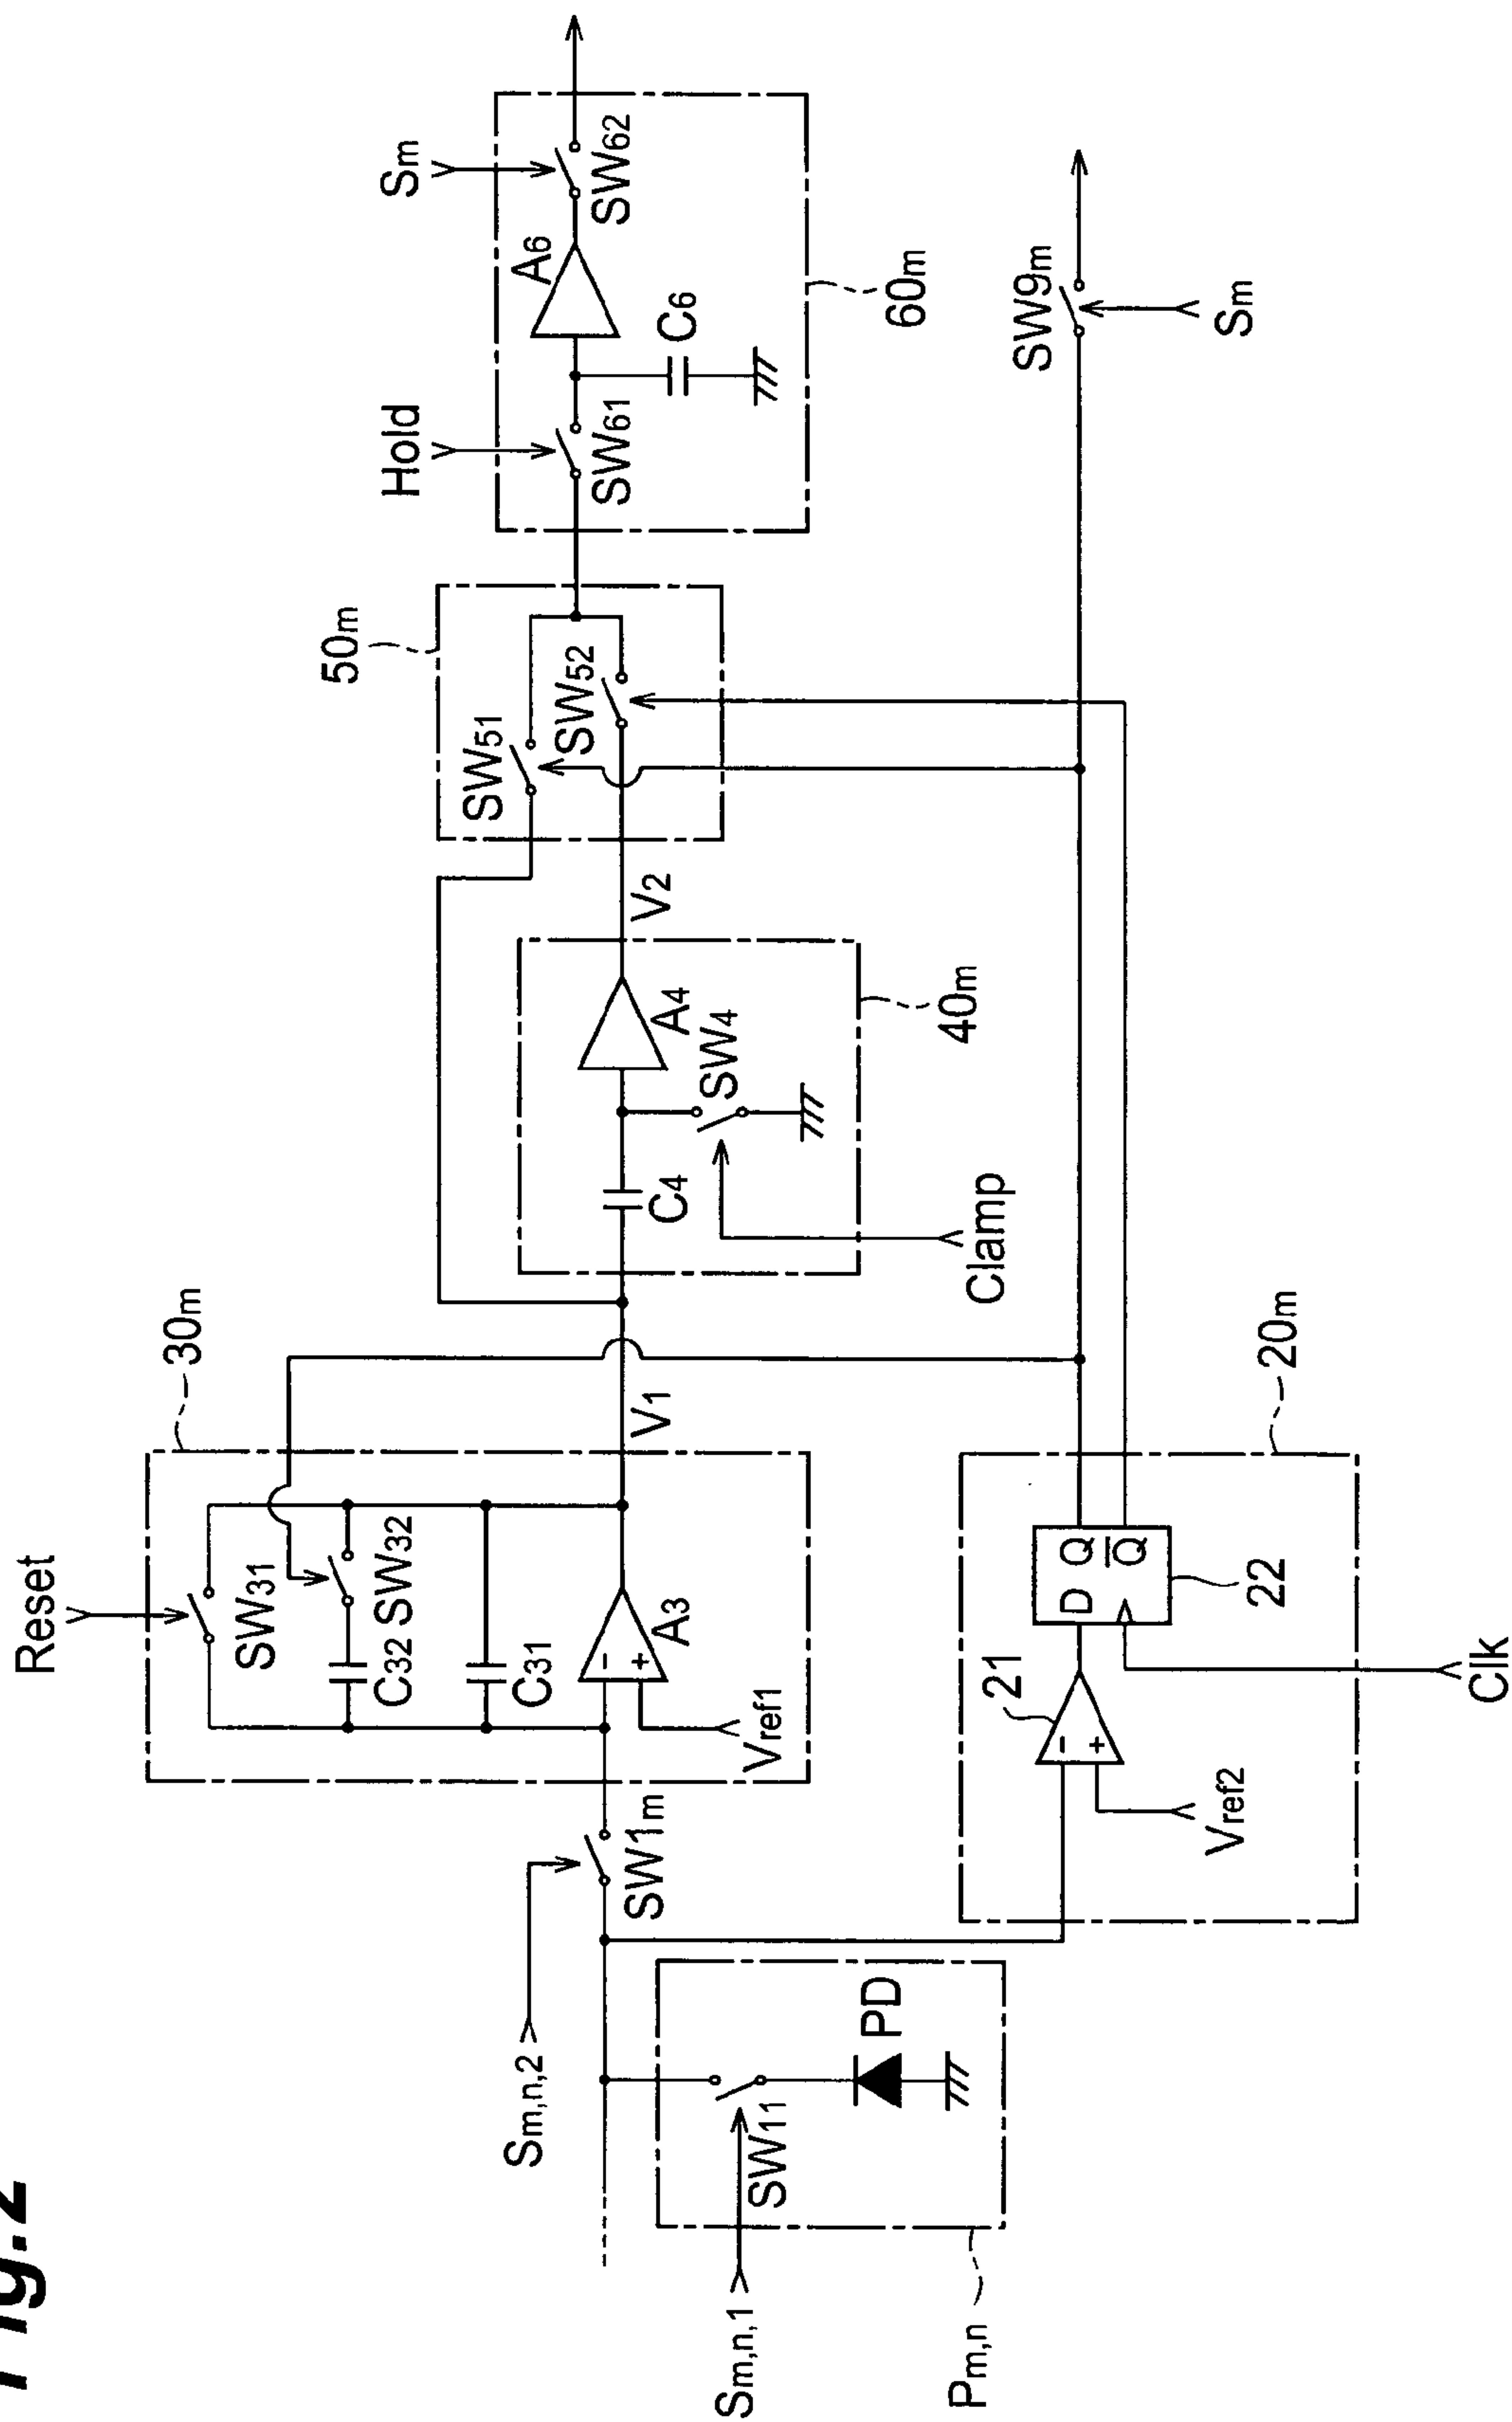 Fig.2
Reset
30m
SW31
C32
SW32
C31
A3
−
+
Vref1
V1
Sm,n,2
SW1m
Sm,n,1
SW11
PD
Pm,n
C4
A4
SW4
Clamp
40m
V2
50m
SW51
SW52
Hold
SW61
C6
A6
Sm
SW62
60m
SW9m
Sm
21
−
+
Vref2
D
Q
Q̅
22
20m
Clk